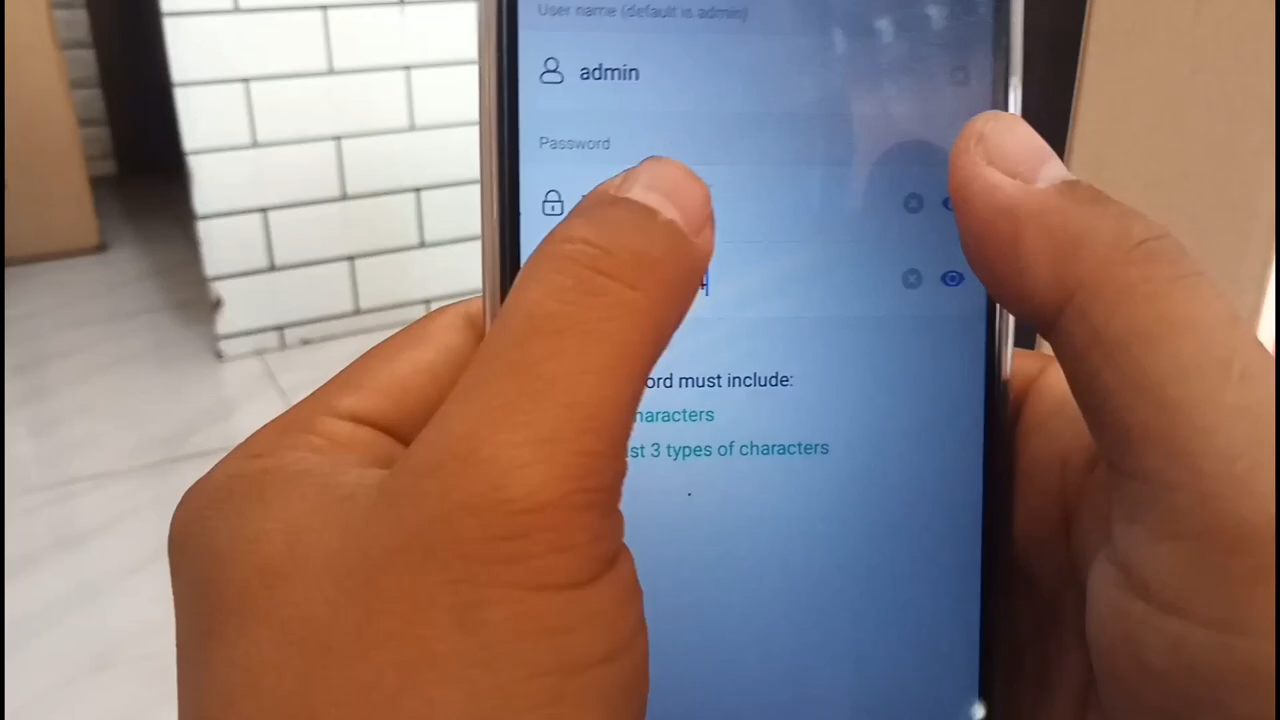 User name (default is admin)
admin
Password
ord must include:
haracters
st 3 types of characters